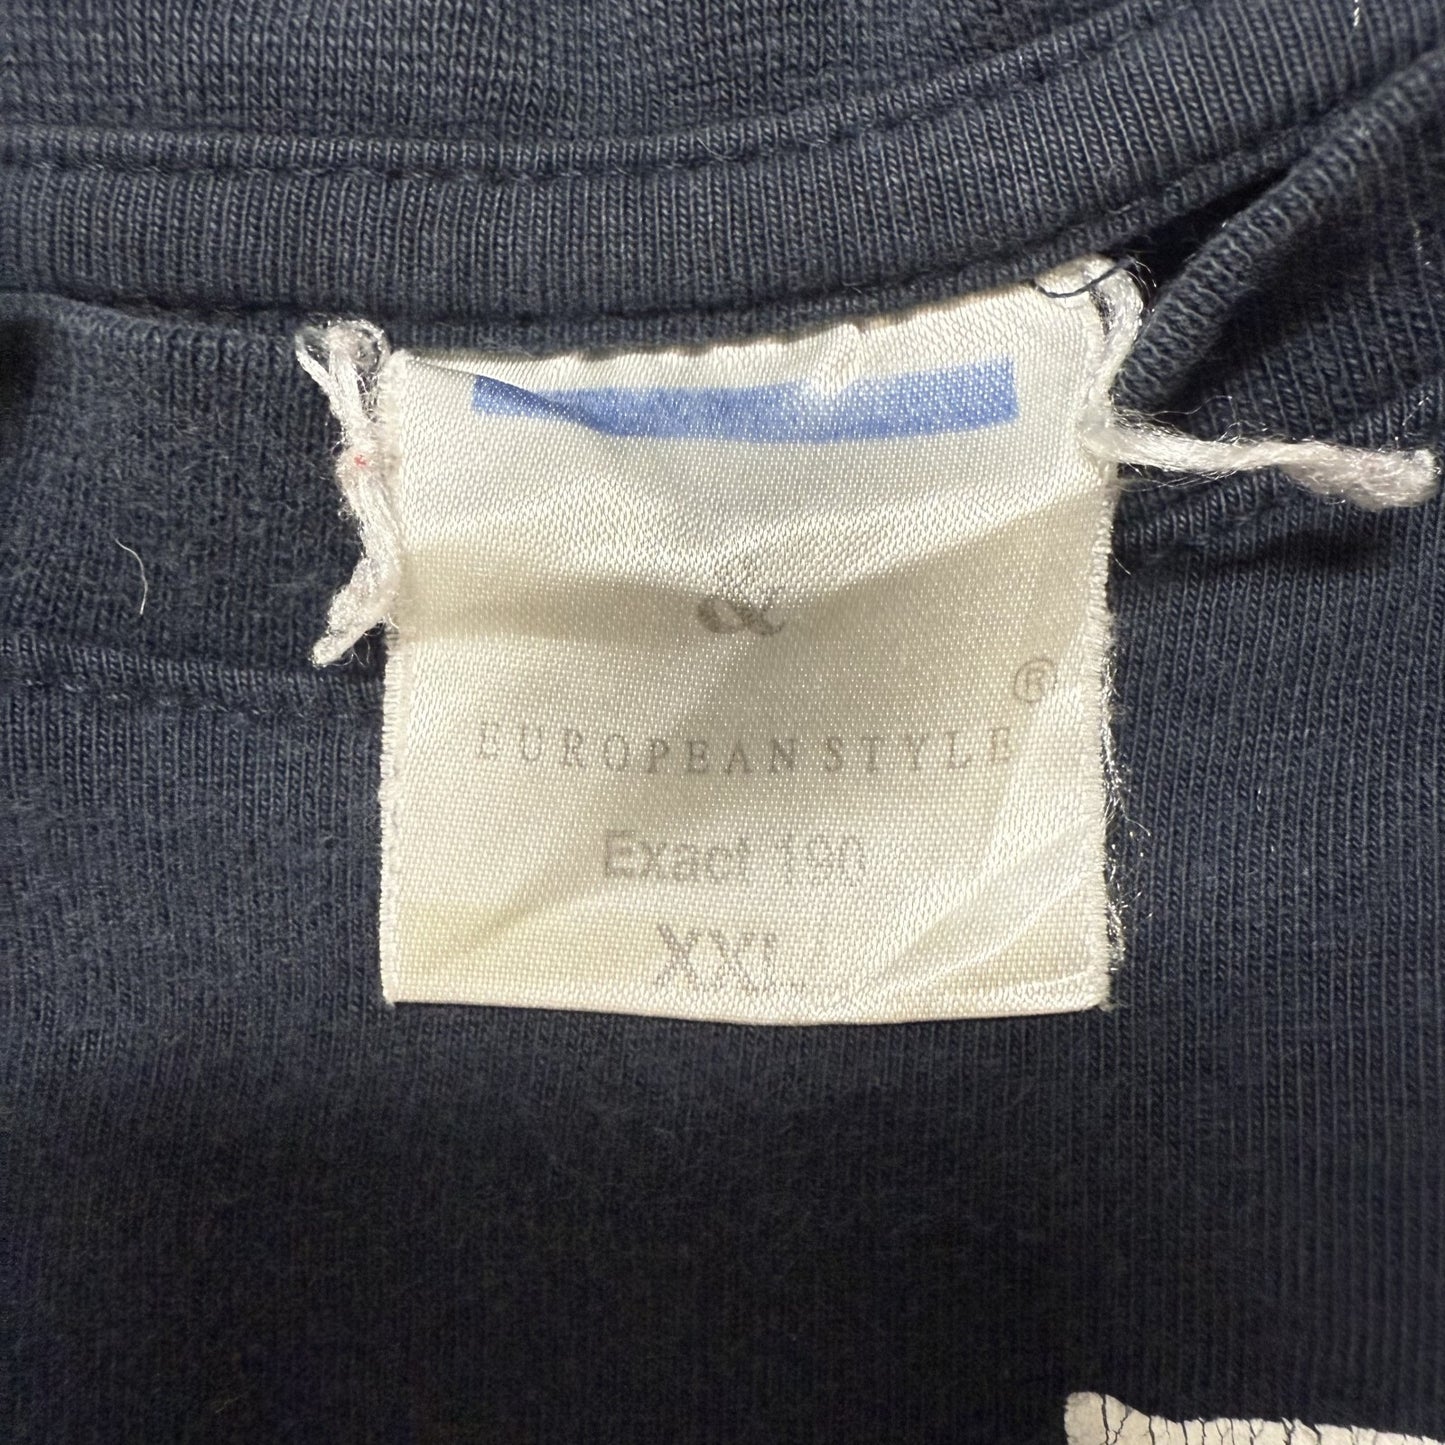 &
®
EUROPEAN STYLE
Exact 190
XXL